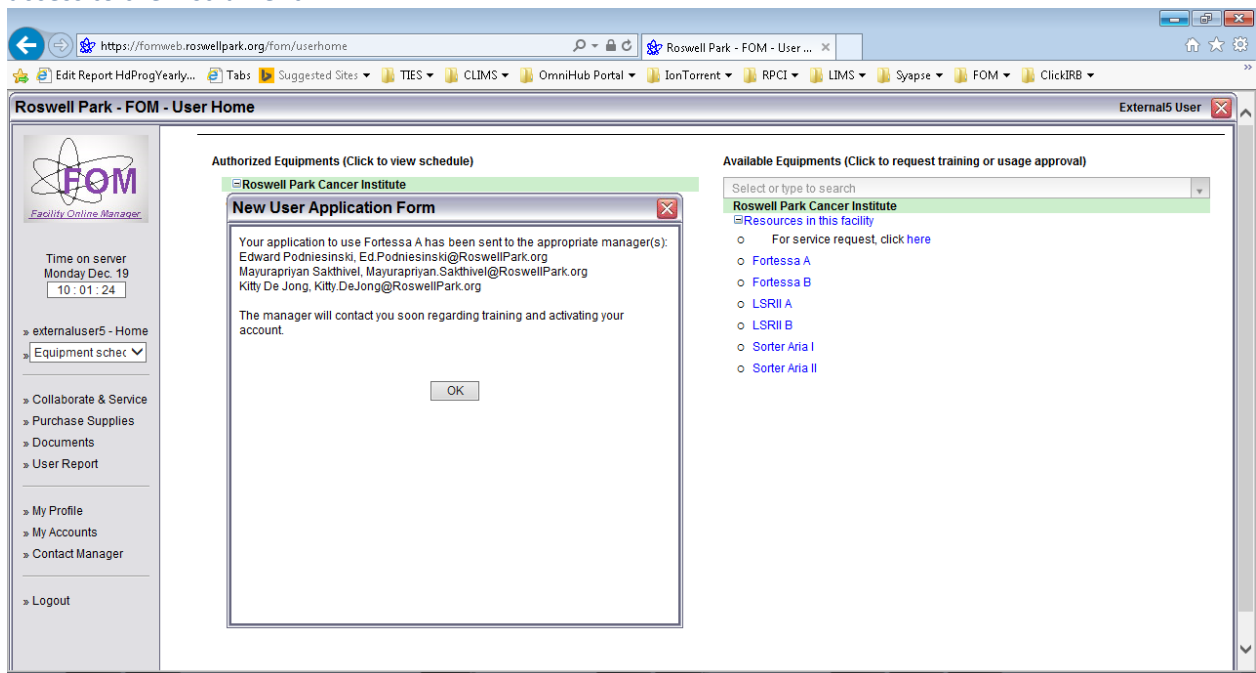 https://fomweb.roswellpark.org/fom/userhome
Roswell Park - FOM - User ...
Edit Report HdProgYearly...
Tabs
Suggested Sites
TIES
CLIMS
OmniHub Portal
IonTorrent
RPCI
LIMS
Syapse
FOM
ClickIRB
Roswell Park - FOM - User Home
External5 User
FOM
Facility Online Manager
Time on server
Monday Dec. 19
10 : 01 : 24
» externaluser5 - Home
» Equipment schec
» Collaborate & Service
» Purchase Supplies
» Documents
» User Report
» My Profile
» My Accounts
» Contact Manager
» Logout
Authorized Equipments (Click to view schedule)
Roswell Park Cancer Institute
New User Application Form
Your application to use Fortessa A has been sent to the appropriate manager(s):
Edward Podniesinski, Ed.Podniesinski@RoswellPark.org
Mayurapriyan Sakthivel, Mayurapriyan.Sakthivel@RoswellPark.org
Kitty De Jong, Kitty.DeJong@RoswellPark.org
The manager will contact you soon regarding training and activating your
account.
OK
Available Equipments (Click to request training or usage approval)
Select or type to search
Roswell Park Cancer Institute
Resources in this facility
For service request, click here
Fortessa A
Fortessa B
LSRII A
LSRII B
Sorter Aria I
Sorter Aria II